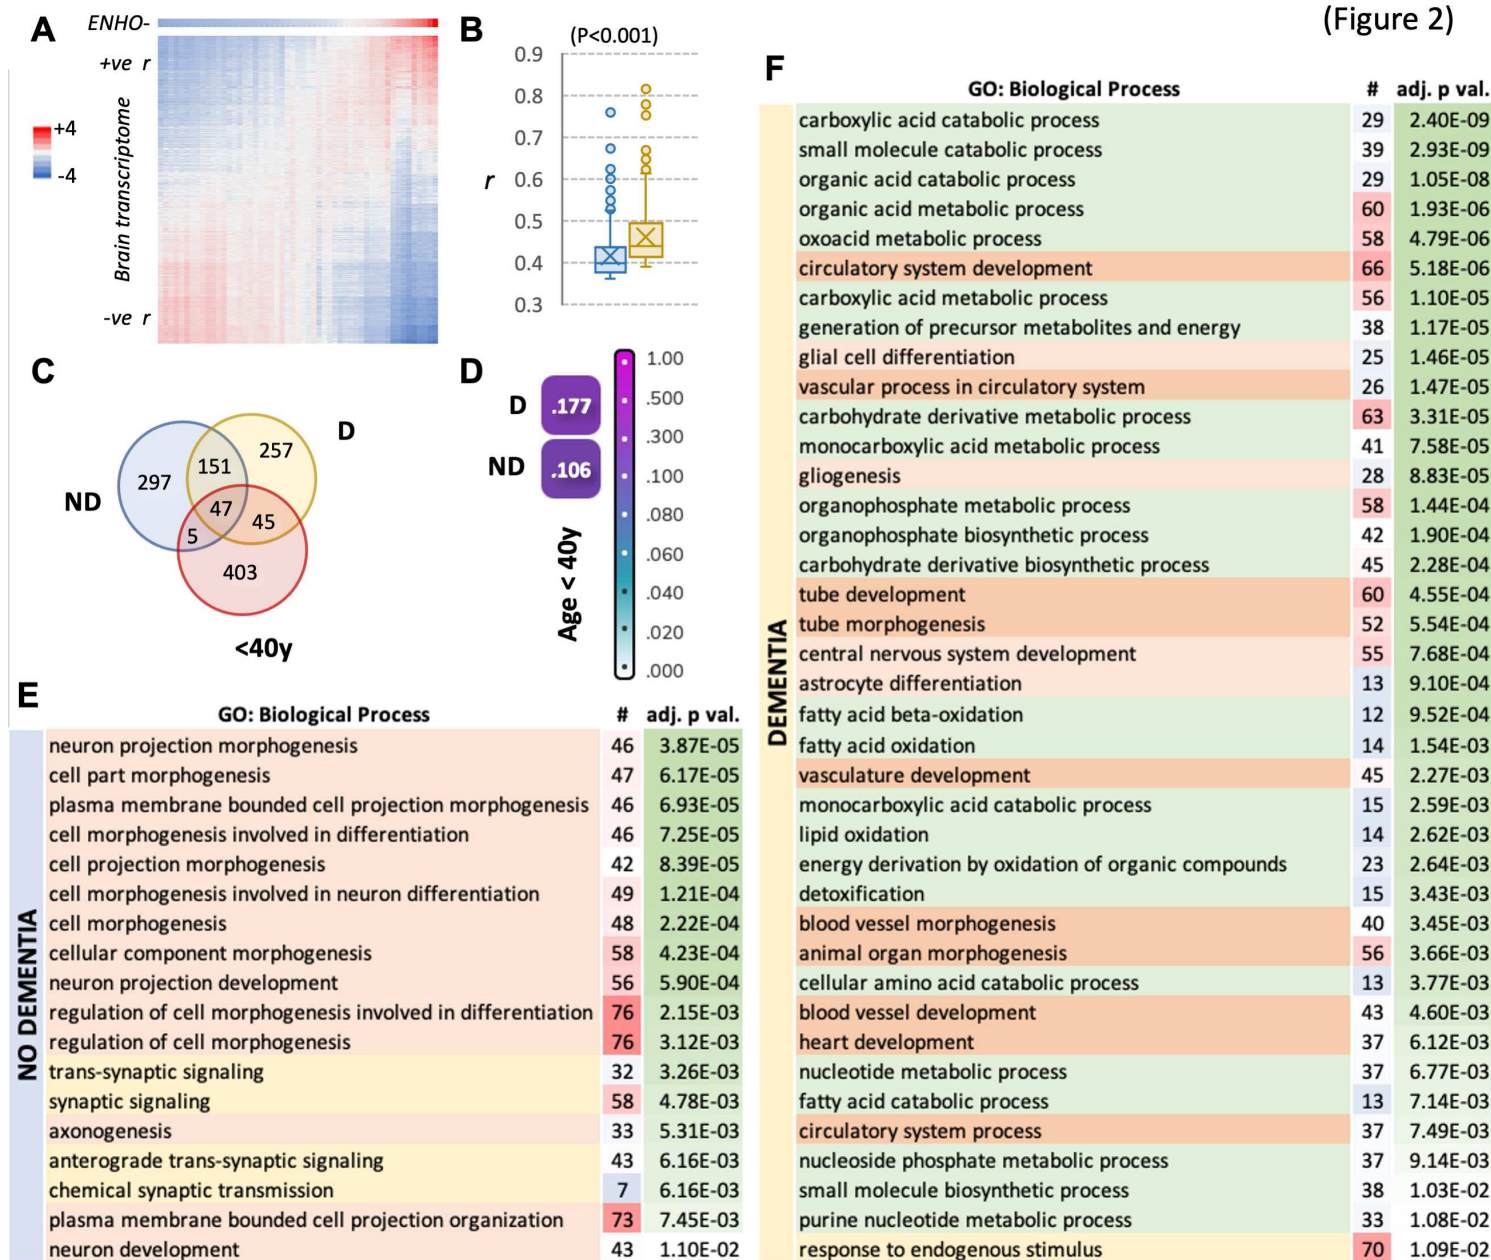 (Figure 2)
A
ENHO-
+ve r
Brain transcriptome
-ve r
+4
-4
B
(P<0.001)
r
0.9
0.8
0.7
0.6
0.5
0.4
0.3
C
ND
D
297
151
257
47
5
45
403
<40y
D
D
.177
ND
.106
Age < 40y
1.00
.500
.300
.100
.080
.060
.040
.020
.000
E
GO: Biological Process # adj. p val.
NO DEMENTIA
neuron projection morphogenesis 46 3.87E-05
cell part morphogenesis 47 6.17E-05
plasma membrane bounded cell projection morphogenesis 46 6.93E-05
cell morphogenesis involved in differentiation 46 7.25E-05
cell projection morphogenesis 42 8.39E-05
cell morphogenesis involved in neuron differentiation 49 1.21E-04
cell morphogenesis 48 2.22E-04
cellular component morphogenesis 58 4.23E-04
neuron projection development 56 5.90E-04
regulation of cell morphogenesis involved in differentiation 76 2.15E-03
regulation of cell morphogenesis 76 3.12E-03
trans-synaptic signaling 32 3.26E-03
synaptic signaling 58 4.78E-03
axonogenesis 33 5.31E-03
anterograde trans-synaptic signaling 43 6.16E-03
chemical synaptic transmission 7 6.16E-03
plasma membrane bounded cell projection organization 73 7.45E-03
neuron development 43 1.10E-02
F
GO: Biological Process # adj. p val.
DEMENTIA
carboxylic acid catabolic process 29 2.40E-09
small molecule catabolic process 39 2.93E-09
organic acid catabolic process 29 1.05E-08
organic acid metabolic process 60 1.93E-06
oxoacid metabolic process 58 4.79E-06
circulatory system development 66 5.18E-06
carboxylic acid metabolic process 56 1.10E-05
generation of precursor metabolites and energy 38 1.17E-05
glial cell differentiation 25 1.46E-05
vascular process in circulatory system 26 1.47E-05
carbohydrate derivative metabolic process 63 3.31E-05
monocarboxylic acid metabolic process 41 7.58E-05
gliogenesis 28 8.83E-05
organophosphate metabolic process 58 1.44E-04
organophosphate biosynthetic process 42 1.90E-04
carbohydrate derivative biosynthetic process 45 2.28E-04
tube development 60 4.55E-04
tube morphogenesis 52 5.54E-04
central nervous system development 55 7.68E-04
astrocyte differentiation 13 9.10E-04
fatty acid beta-oxidation 12 9.52E-04
fatty acid oxidation 14 1.54E-03
vasculature development 45 2.27E-03
monocarboxylic acid catabolic process 15 2.59E-03
lipid oxidation 14 2.62E-03
energy derivation by oxidation of organic compounds 23 2.64E-03
detoxification 15 3.43E-03
blood vessel morphogenesis 40 3.45E-03
animal organ morphogenesis 56 3.66E-03
cellular amino acid catabolic process 13 3.77E-03
blood vessel development 43 4.60E-03
heart development 37 6.12E-03
nucleotide metabolic process 37 6.77E-03
fatty acid catabolic process 13 7.14E-03
circulatory system process 37 7.49E-03
nucleoside phosphate metabolic process 37 9.14E-03
small molecule biosynthetic process 38 1.03E-02
purine nucleotide metabolic process 33 1.08E-02
response to endogenous stimulus 70 1.09E-02